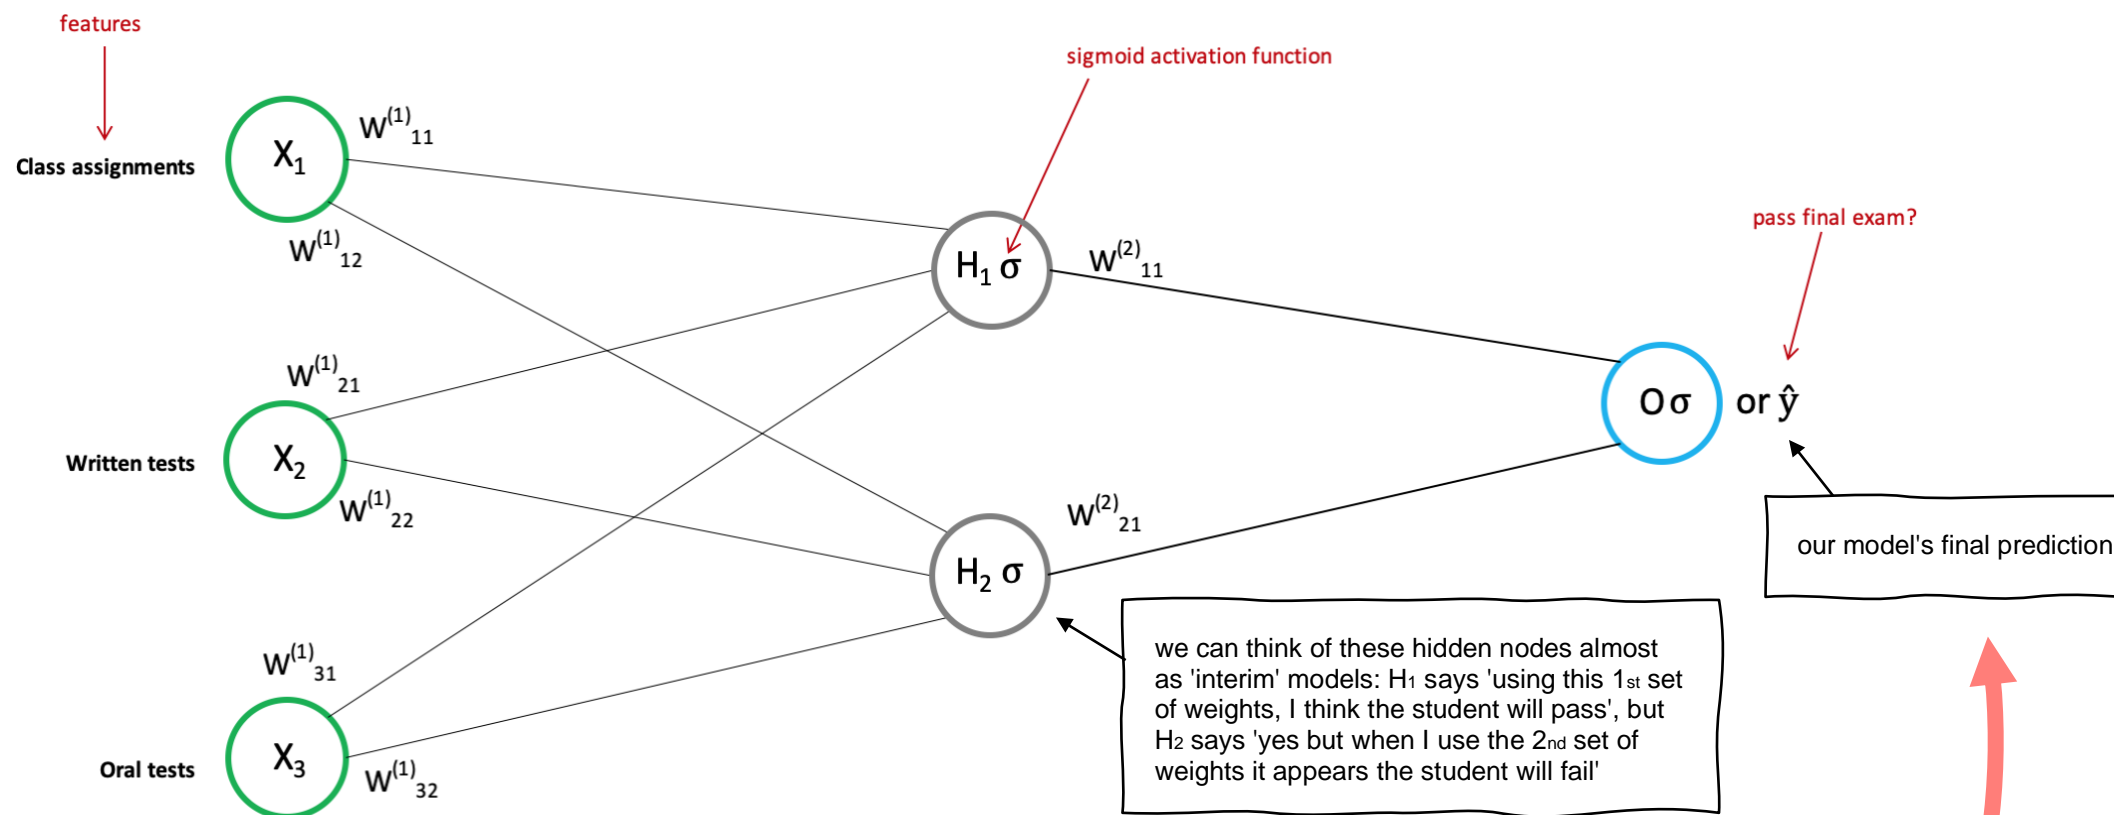 features
sigmoid activation function
W(1)11
Class assignments
X1
W(1)12
pass final exam?
H1 σ
W(2)11
W(1)21
O σ or ŷ
Written tests
X2
W(1)22
W(2)21
our model's final prediction
H2 σ
we can think of these hidden nodes almost
as 'interim' models: H1 says 'using this 1st set
of weights, I think the student will pass', but
H2 says 'yes but when I use the 2nd set of
weights it appears the student will fail'
W(1)31
Oral tests
X3
W(1)32